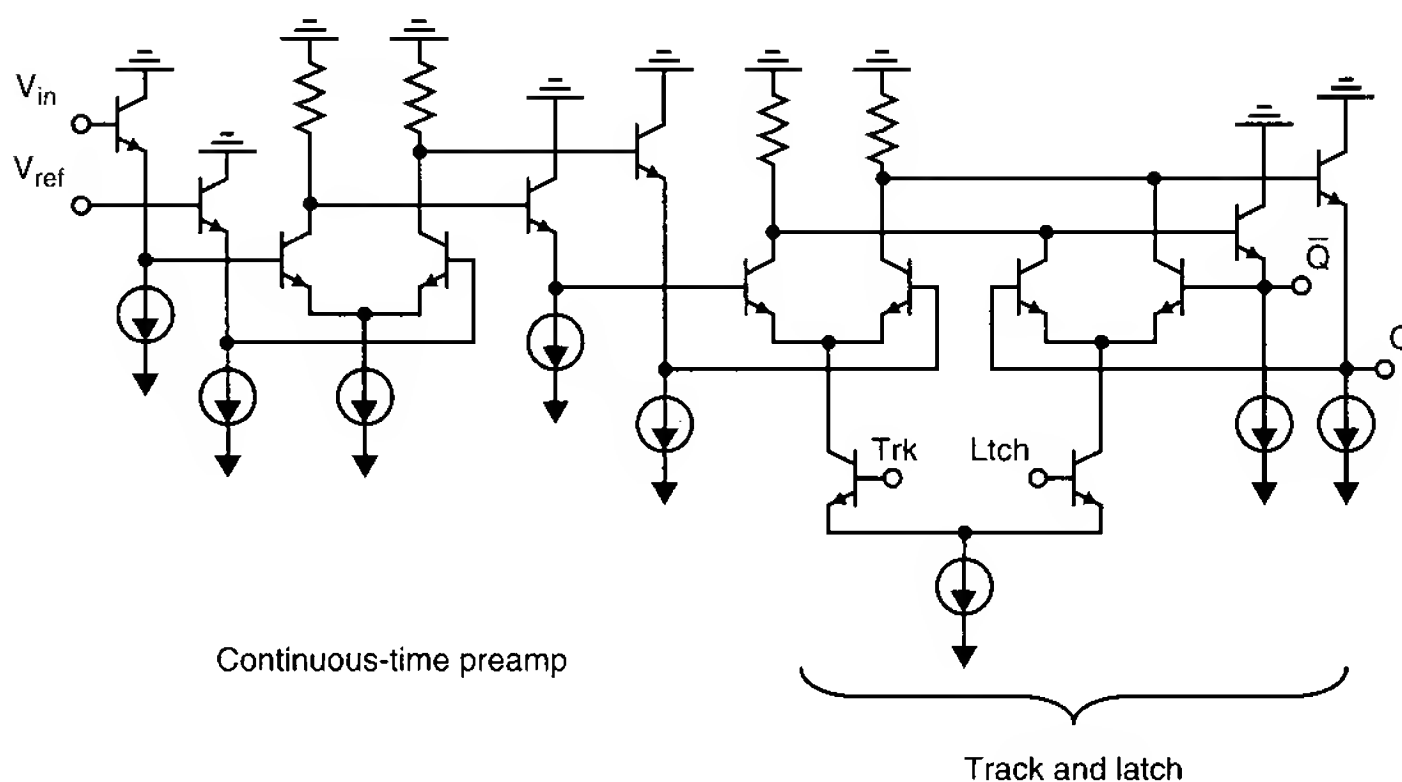 V_in
V_ref
Q̅
Q
Trk
Ltch
Continuous-time preamp
Track and latch